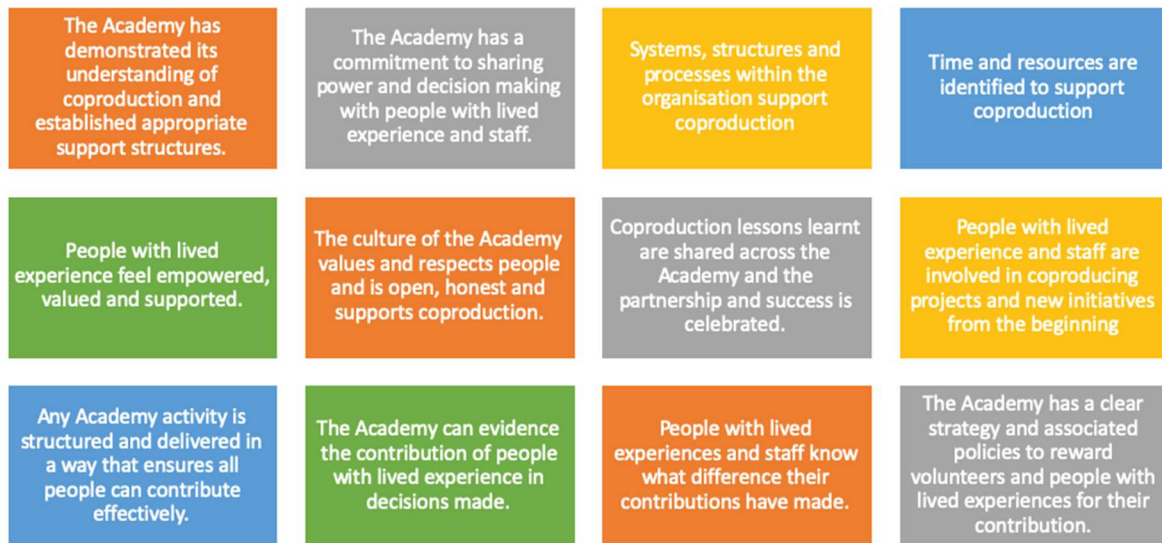 The Academy has
demonstrated its
understanding of
coproduction and
established appropriate
support structures.
The Academy has a
commitment to sharing
power and decision making
with people with lived
experience and staff.
Systems, structures and
processes within the
organisation support
coproduction
Time and resources are
identified to support
coproduction
People with lived
experience feel empowered,
valued and supported.
The culture of the Academy
values and respects people
and is open, honest and
supports coproduction.
Coproduction lessons learnt
are shared across the
Academy and the
partnership and success is
celebrated.
People with lived
experience and staff are
involved in coproducing
projects and new initiatives
from the beginning
Any Academy activity is
structured and delivered in
a way that ensures all
people can contribute
effectively.
The Academy can evidence
the contribution of people
with lived experience in
decisions made.
People with lived
experiences and staff know
what difference their
contributions have made.
The Academy has a clear
strategy and associated
policies to reward
volunteers and people with
lived experiences for their
contribution.